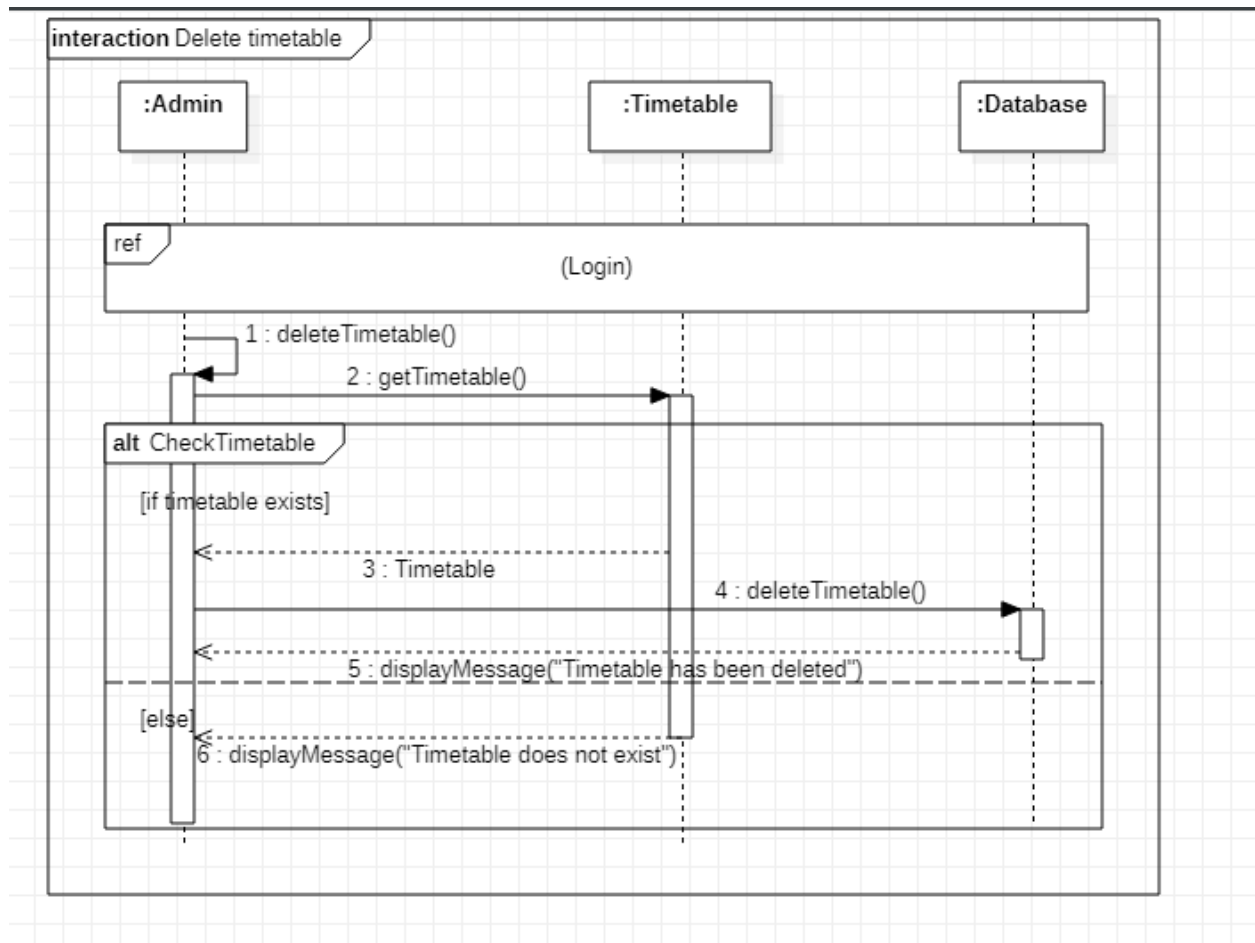 interaction Delete timetable
:Admin
:Timetable
:Database
ref
(Login)
1 : deleteTimetable()
2 : getTimetable()
alt CheckTimetable
[if timetable exists]
3 : Timetable
4 : deleteTimetable()
5 : displayMessage("Timetable has been deleted")
[else]
6 : displayMessage("Timetable does not exist")